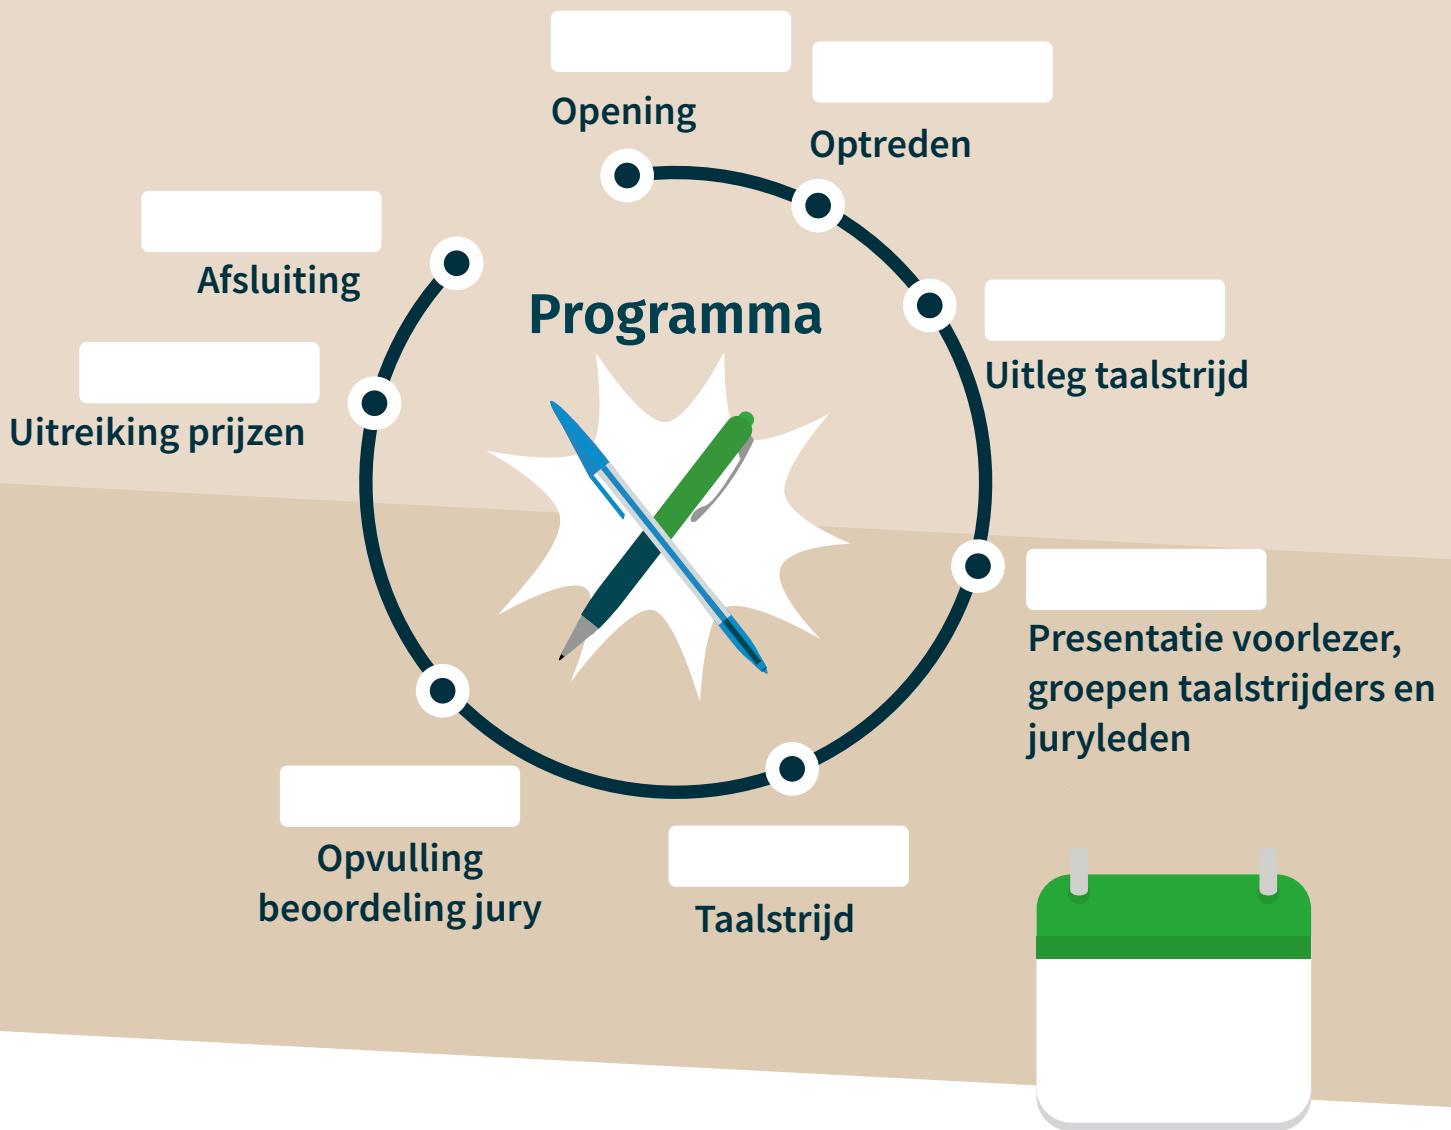 Programma
Opening
Optreden
Uitleg taalstrijd
Presentatie voorlezer,
groepen taalstrijders en
juryleden
Taalstrijd
Opvulling
beoordeling jury
Uitreiking prijzen
Afsluiting